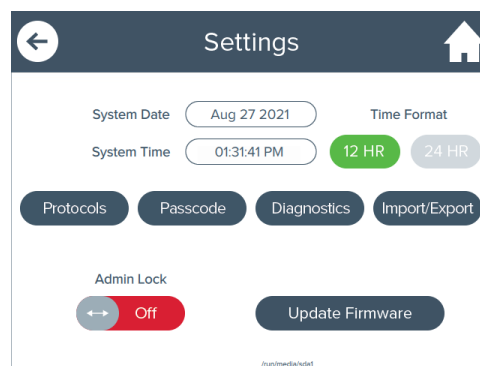 Settings
System Date Aug 27 2021 Time Format
System Time 01:31:41 PM 12 HR 24 HR
Protocols Passcode Diagnostics Import/Export
Admin Lock
Off Update Firmware
/run/media/sda1